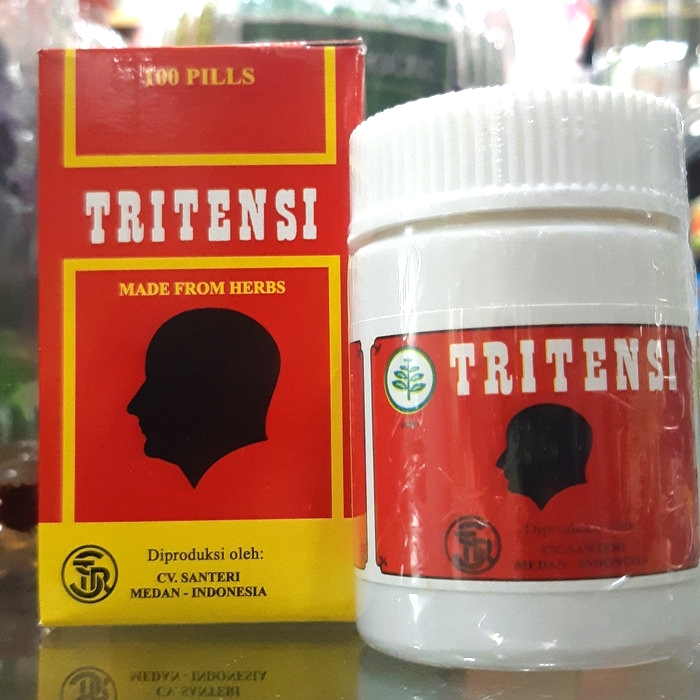 100 PILLS
TRITENSI
MADE FROM HERBS
Diproduksi oleh:
CV. SANTERI
MEDAN - INDONESIA
TRITENSI
Diproduksi oleh:
CV. SANTERI
MEDAN - INDONESIA